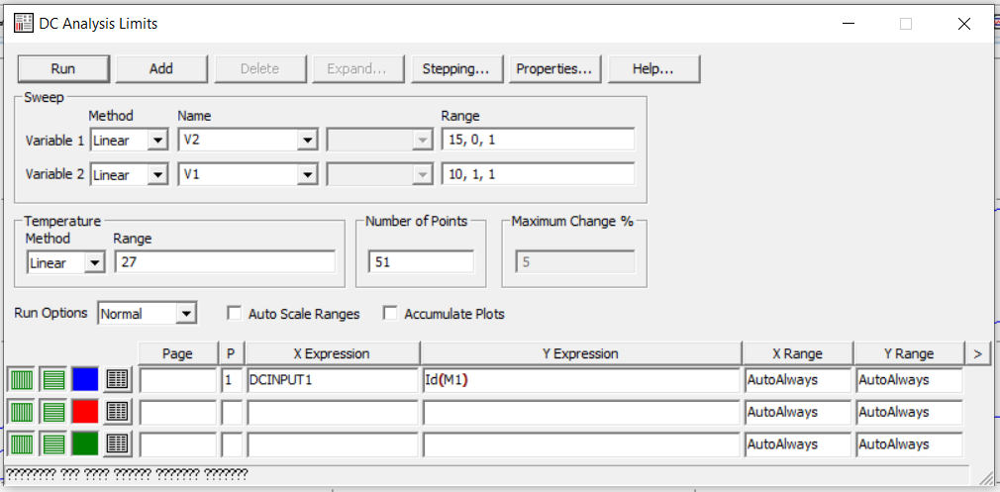 DC Analysis Limits
Run Add Delete Expand... Stepping... Properties... Help...
Sweep
Method Name Range
Variable 1 Linear V2 15, 0, 1
Variable 2 Linear V1 10, 1, 1
Temperature Number of Points Maximum Change %
Method Range
Linear 27 51 5
Run Options Normal Auto Scale Ranges Accumulate Plots
Page P X Expression Y Expression X Range Y Range >
1 DCINPUT1 Id(M1) AutoAlways AutoAlways
AutoAlways AutoAlways
AutoAlways AutoAlways
???????? ??? ???? ?????? ??????? ???????